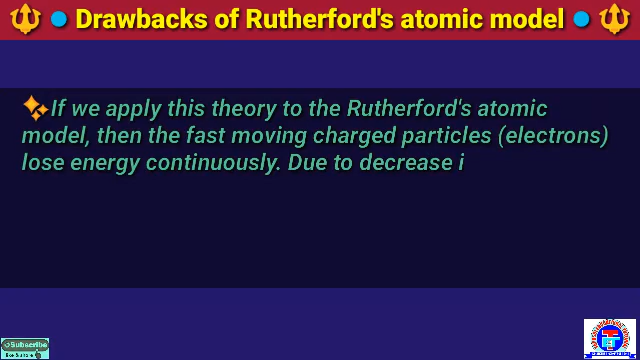 Drawbacks of Rutherford's atomic model
If we apply this theory to the Rutherford's atomic
model, then the fast moving charged particles (electrons)
lose energy continuously. Due to decrease i
Subscribe